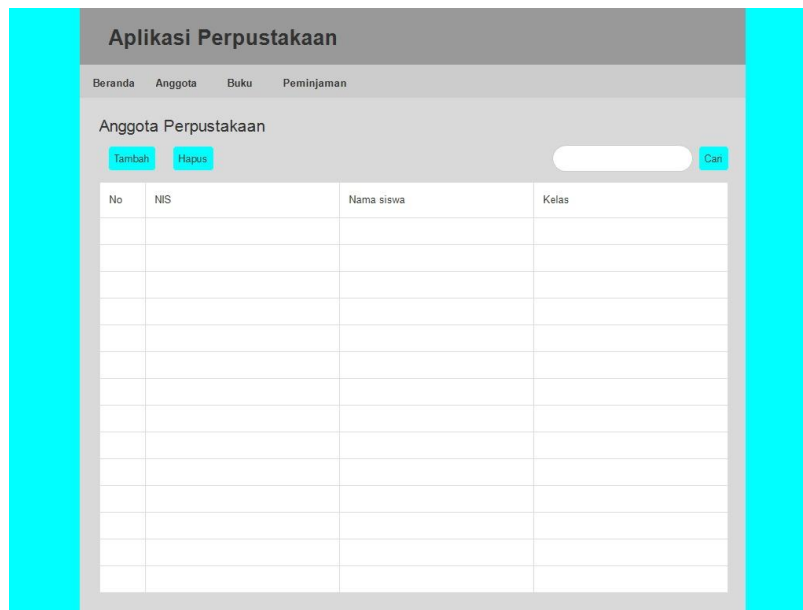 Aplikasi Perpustakaan
Beranda Anggota Buku Peminjaman
Anggota Perpustakaan
Tambah Hapus Cari
No NIS Nama siswa Kelas